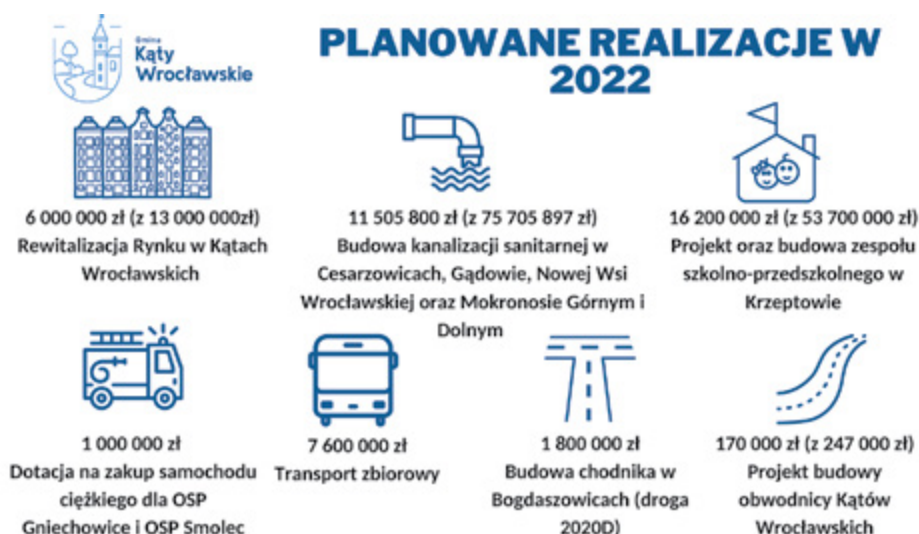 Gmina
Kąty
Wrocławskie
PLANOWANE REALIZACJE W
2022
6 000 000 zł (z 13 000 000zł)
Rewitalizacja Rynku w Kątach
Wrocławskich
11 505 800 zł (z 75 705 897 zł)
Budowa kanalizacji sanitarnej w
Cesarzowicach, Gądowie, Nowej Wsi
Wrocławskiej oraz Mokronosie Górnym i
Dolnym
16 200 000 zł (z 53 700 000 zł)
Projekt oraz budowa zespołu
szkolno-przedszkolnego w
Krzeptowie
1 000 000 zł
Dotacja na zakup samochodu
ciężkiego dla OSP
Gniechowice i OSP Smolec
7 600 000 zł
Transport zbiorowy
1 800 000 zł
Budowa chodnika w
Bogdaszowicach (droga
2020D)
170 000 zł (z 247 000 zł)
Projekt budowy
obwodnicy Kątów
Wrocławskich